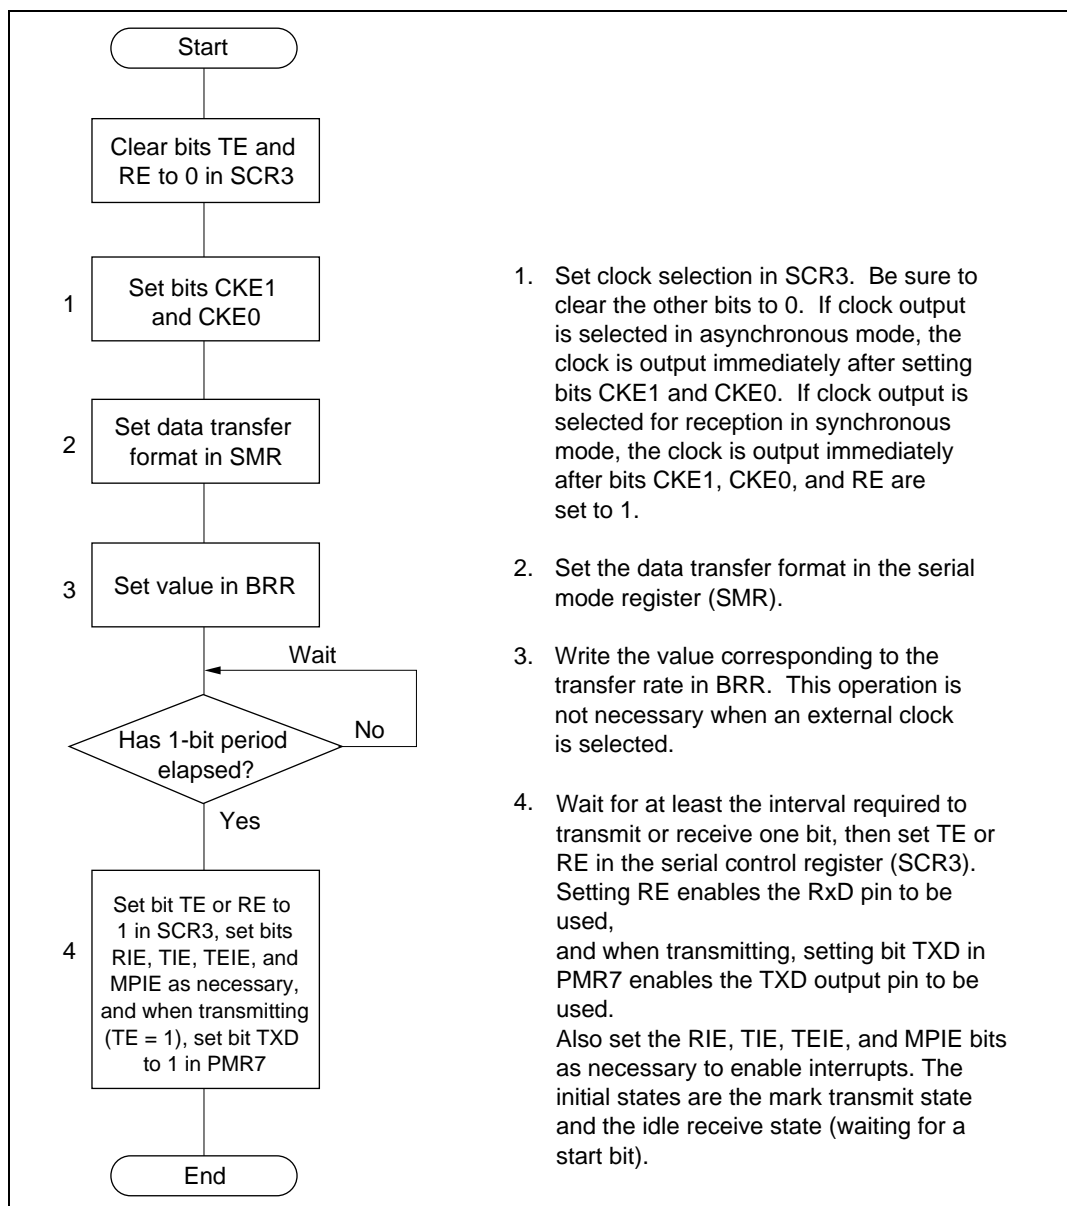 Start
Clear bits TE and
RE to 0 in SCR3
1
Set bits CKE1
and CKE0
2
Set data transfer
format in SMR
3
Set value in BRR
Wait
Has 1-bit period
elapsed?
No
Yes
4
Set bit TE or RE to
1 in SCR3, set bits
RIE, TIE, TEIE, and
MPIE as necessary,
and when transmitting
(TE = 1), set bit TXD
to 1 in PMR7
End
1. Set clock selection in SCR3. Be sure to
clear the other bits to 0. If clock output
is selected in asynchronous mode, the
clock is output immediately after setting
bits CKE1 and CKE0. If clock output is
selected for reception in synchronous
mode, the clock is output immediately
after bits CKE1, CKE0, and RE are
set to 1.
2. Set the data transfer format in the serial
mode register (SMR).
3. Write the value corresponding to the
transfer rate in BRR. This operation is
not necessary when an external clock
is selected.
4. Wait for at least the interval required to
transmit or receive one bit, then set TE or
RE in the serial control register (SCR3).
Setting RE enables the RxD pin to be
used,
and when transmitting, setting bit TXD in
PMR7 enables the TXD output pin to be
used.
Also set the RIE, TIE, TEIE, and MPIE bits
as necessary to enable interrupts. The
initial states are the mark transmit state
and the idle receive state (waiting for a
start bit).